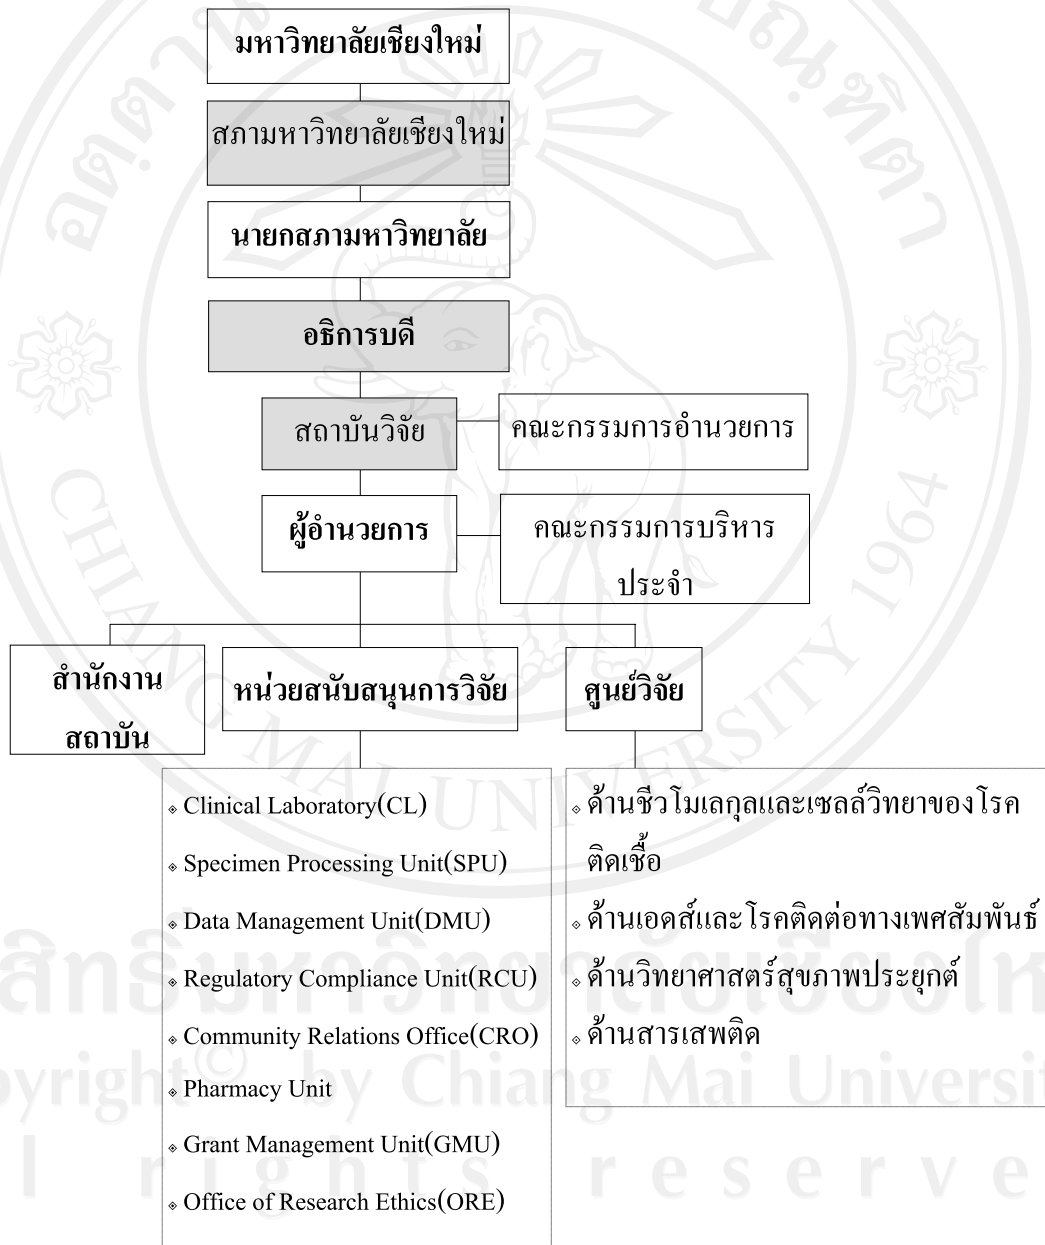 มหาวิทยาลัยเชียงใหม่
สภามหาวิทยาลัยเชียงใหม่
นายกสภามหาวิทยาลัย
อธิการบดี
สถาบันวิจัย
คณะกรรมการอำนวยการ
ผู้อำนวยการ
คณะกรรมการบริหาร
ประจำ
สำนักงาน
สถาบัน
หน่วยสนับสนุนการวิจัย
ศูนย์วิจัย
Clinical Laboratory(CL)
Specimen Processing Unit(SPU)
Data Management Unit(DMU)
Regulatory Compliance Unit(RCU)
Community Relations Office(CRO)
Pharmacy Unit
Grant Management Unit(GMU)
Office of Research Ethics(ORE)
ด้านชีวโมเลกุลและเซลล์วิทยาของโรค
ติดเชื้อ
ด้านเอดส์และโรคติดต่อทางเพศสัมพันธ์
ด้านวิทยาศาสตร์สุขภาพประยุกต์
ด้านสารเสพติด
CHIANG MAI UNIVERSITY 1964
by Chiang Mai
rights